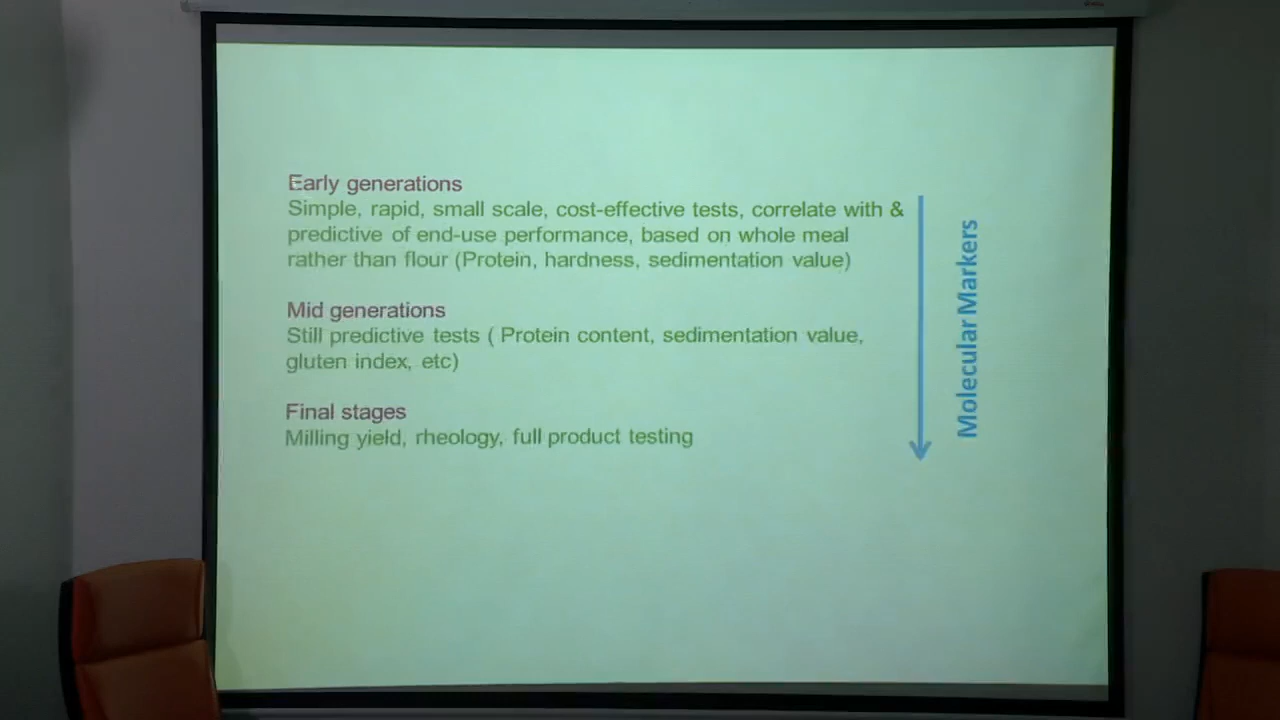 Early generations
Simple, rapid, small scale, cost-effective tests, correlate with &
predictive of end-use performance, based on whole meal
rather than flour (Protein, hardness, sedimentation value)
Mid generations
Still predictive tests ( Protein content, sedimentation value,
gluten index, etc)
Final stages
Milling yield, rheology, full product testing
Molecular Markers